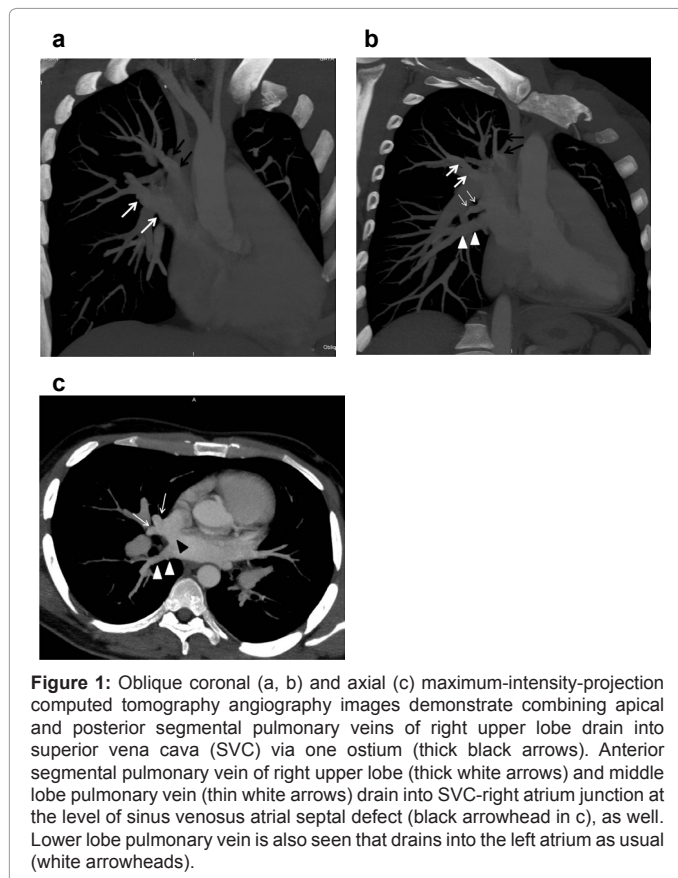 a
b
c
A
Obliq
Figure 1: Oblique coronal (a, b) and axial (c) maximum-intensity-projection
computed tomography angiography images demonstrate combining apical
and posterior segmental pulmonary veins of right upper lobe drain into
superior vena cava (SVC) via one ostium (thick black arrows). Anterior
segmental pulmonary vein of right upper lobe (thick white arrows) and middle
lobe pulmonary vein (thin white arrows) drain into SVC-right atrium junction at
the level of sinus venosus atrial septal defect (black arrowhead in c), as well.
Lower lobe pulmonary vein is also seen that drains into the left atrium as usual
(white arrowheads).